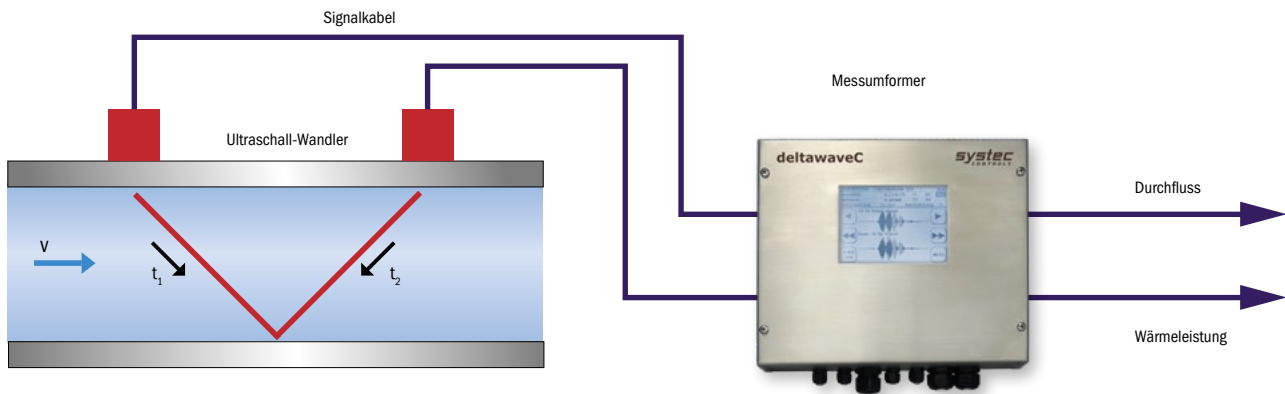 Signalkabel
Messumformer
Ultraschall-Wandler
deltawaveC
systec
CONTROLS
Durchfluss
V
t₁
t₂
Wärmeleistung